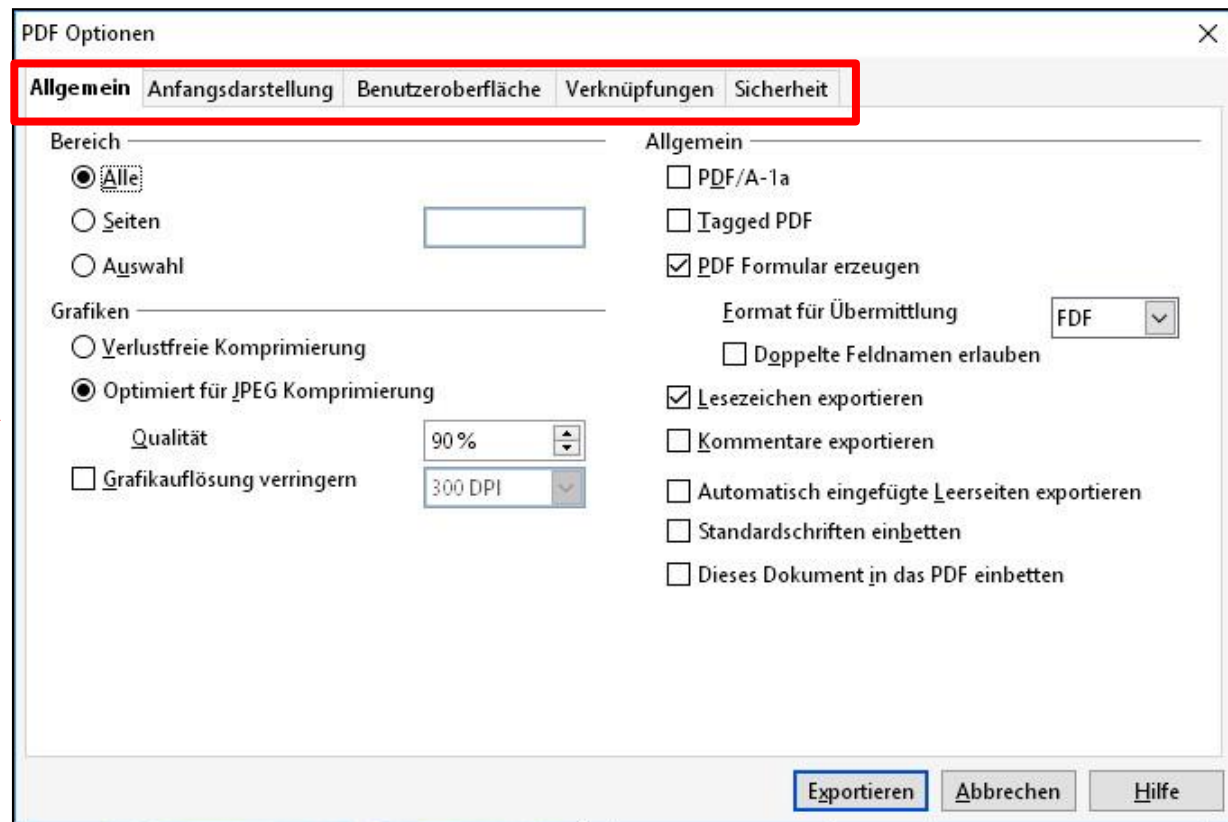 PDF Optionen
Allgemein Anfangsdarstellung Benutzeroberfläche Verknüpfungen Sicherheit
Bereich
Alle
Seiten
Auswahl
Grafiken
Verlustfreie Komprimierung
Optimiert für JPEG Komprimierung
Qualität 90 %
Grafikauflösung verringern 300 DPI
Allgemein
PDF/A-1a
Tagged PDF
PDF Formular erzeugen
Format für Übermittlung FDF
Doppelte Feldnamen erlauben
Lesezeichen exportieren
Kommentare exportieren
Automatisch eingefügte Leerseiten exportieren
Standardschriften einbetten
Dieses Dokument in das PDF einbetten
Exportieren Abbrechen Hilfe